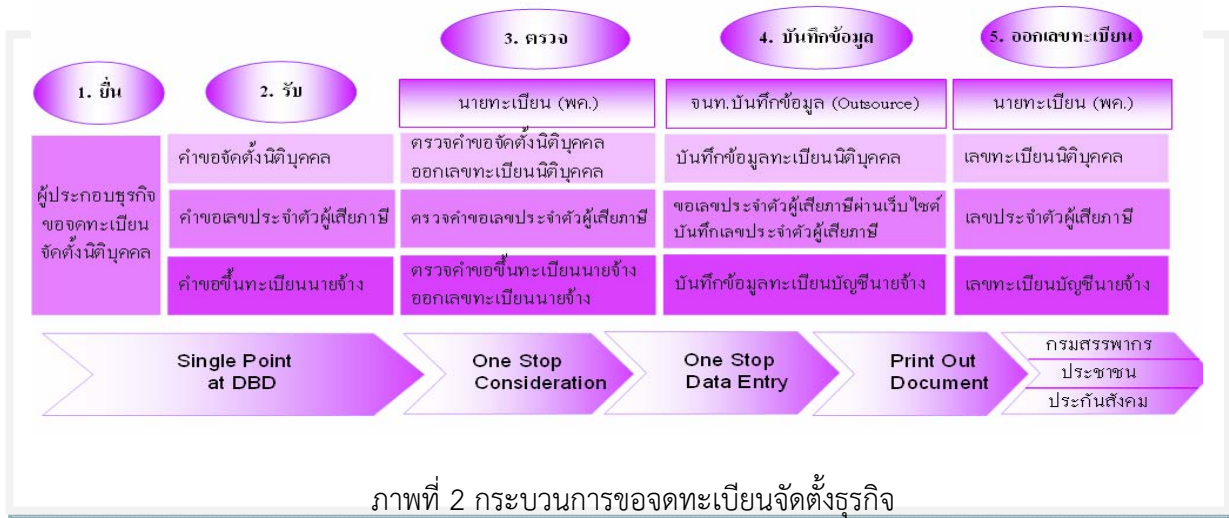 1. ยื่น
2. รับ
3. ตรวจ
4. บันทึกข้อมูล
5. ออกเลขทะเบียน
นายทะเบียน (พค.)
จนท.บันทึกข้อมูล (Outsource)
นายทะเบียน (พค.)
ผู้ประกอบธุรกิจ
ขอจดทะเบียน
จัดตั้งนิติบุคคล
คำขอจัดตั้งนิติบุคคล
ตรวจคำขอจัดตั้งนิติบุคคล
ออกเลขทะเบียนนิติบุคคล
บันทึกข้อมูลทะเบียนนิติบุคคล
เลขทะเบียนนิติบุคคล
คำขอเลขประจำตัวผู้เสียภาษี
ตรวจคำขอเลขประจำตัวผู้เสียภาษี
ขอเลขประจำตัวผู้เสียภาษีผ่านเว็บไซต์
บันทึกเลขประจำตัวผู้เสียภาษี
เลขประจำตัวผู้เสียภาษี
คำขอขึ้นทะเบียนนายจ้าง
ตรวจคำขอขึ้นทะเบียนนายจ้าง
ออกเลขทะเบียนนายจ้าง
บันทึกข้อมูลทะเบียนบัญชีนายจ้าง
เลขทะเบียนบัญชีนายจ้าง
Single Point
at DBD
One Stop
Consideration
One Stop
Data Entry
Print Out
Document
กรมสรรพากร
ประชาชน
ประกันสังคม
ภาพที่ 2 กระบวนการขอจดทะเบียนจัดตั้งธุรกิจ